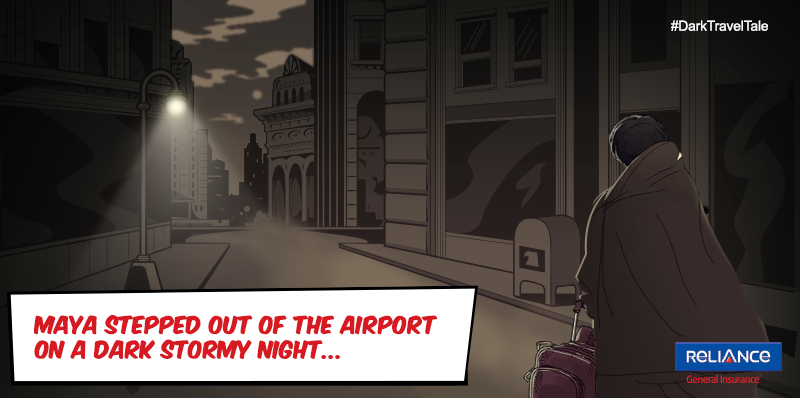 #DarkTravelTale
MAYA STEPPED OUT OF THE AIRPORT
ON A DARK STORMY NIGHT...
RELIANCE
General Insurance